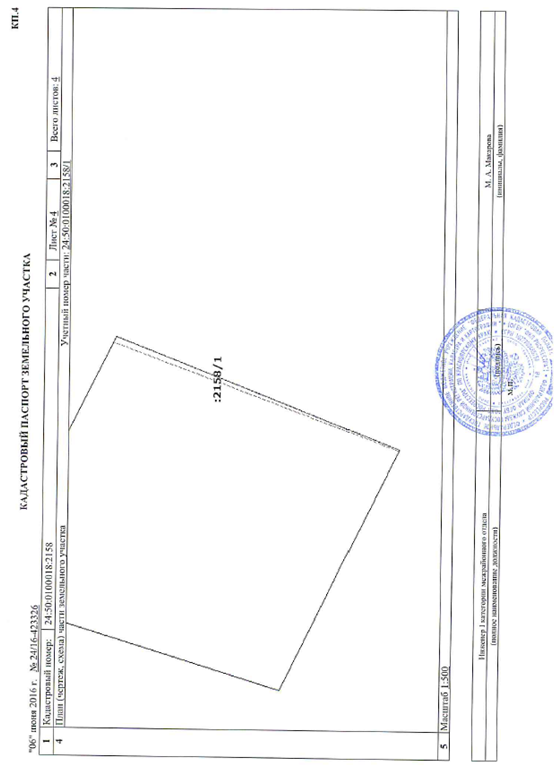 КП.4
КАДАСТРОВЫЙ ПАСПОРТ ЗЕМЕЛЬНОГО УЧАСТКА
"06" июня 2016 г. № 24/16-423326
1 Кадастровый номер: 24:50:0100018:2158 2 Лист № 4 3 Всего листов: 4
4 План (чертеж, схема) части земельного участка Учетный номер части: 24:50:0100018:2158/1
:2158/1
5 Масштаб 1:500
Инженер I категории межрайонного отдела М. А. Макарова
(полное наименование должности) (подпись) (инициалы, фамилия)
М.П.